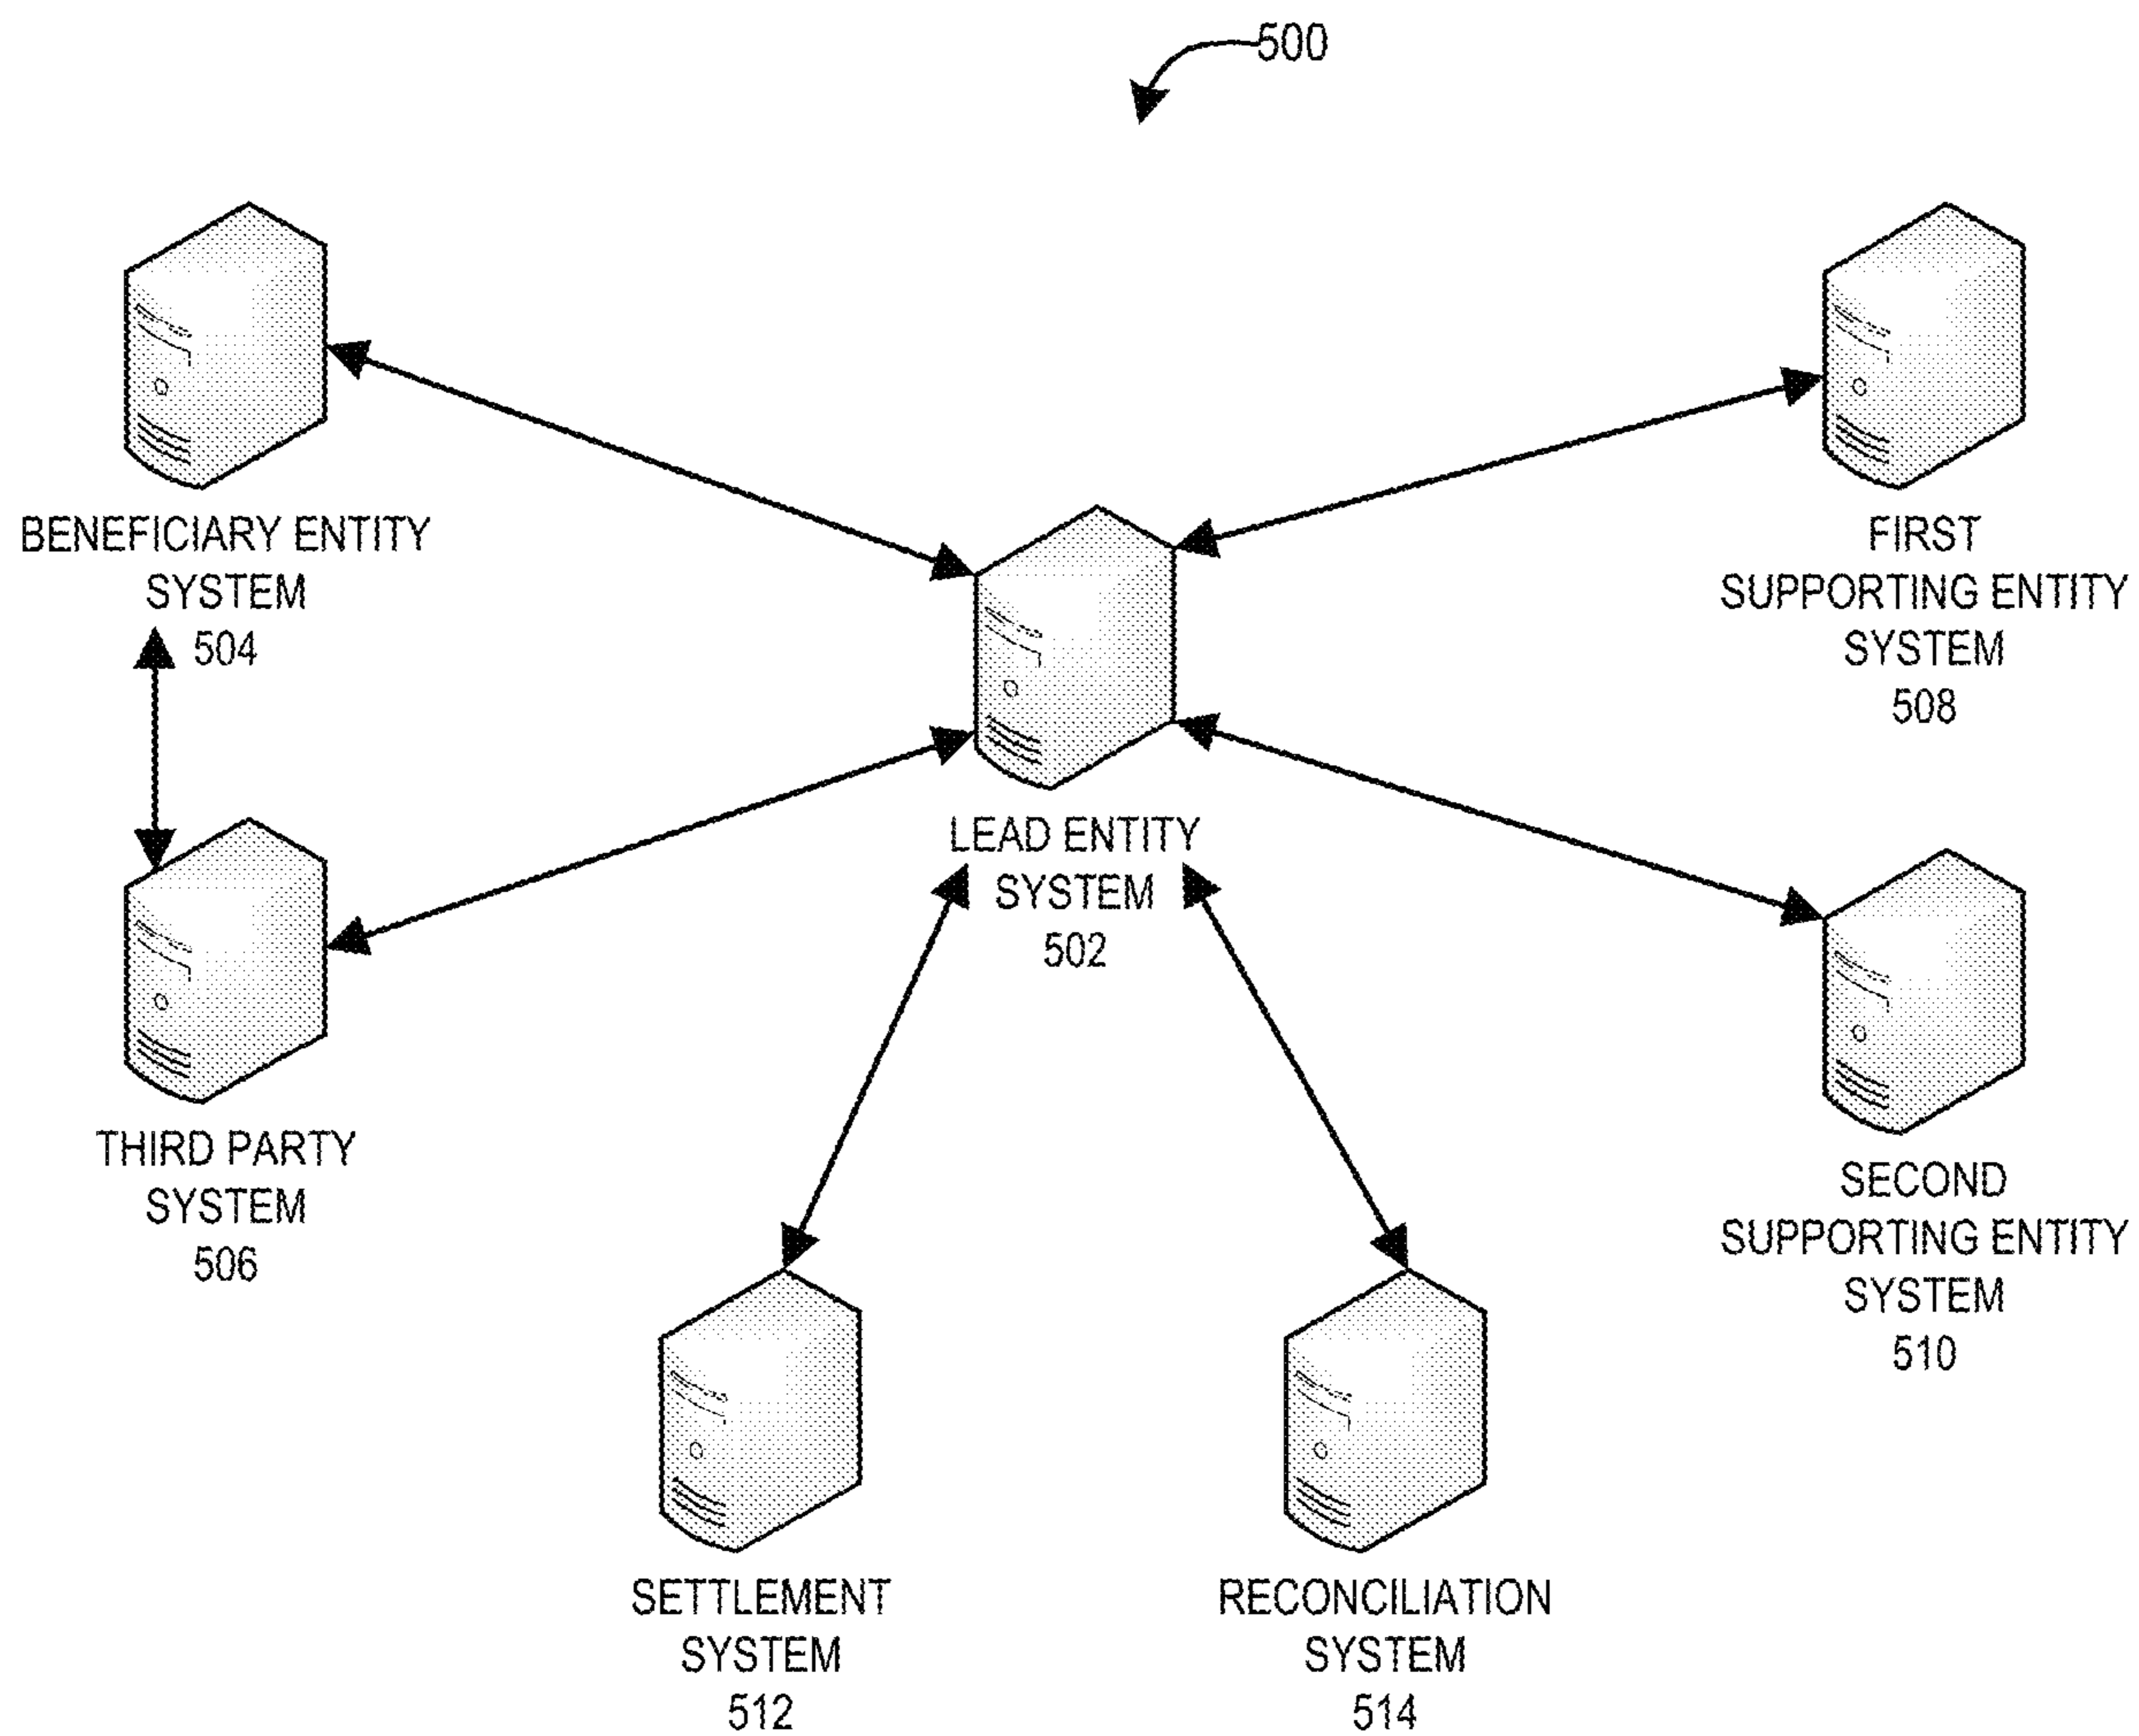 500
BENEFICIARY ENTITY
SYSTEM
504
FIRST
SUPPORTING ENTITY
SYSTEM
508
LEAD ENTITY
SYSTEM
502
THIRD PARTY
SYSTEM
506
SECOND
SUPPORTING ENTITY
SYSTEM
510
SETTLEMENT
SYSTEM
512
RECONCILIATION
SYSTEM
514